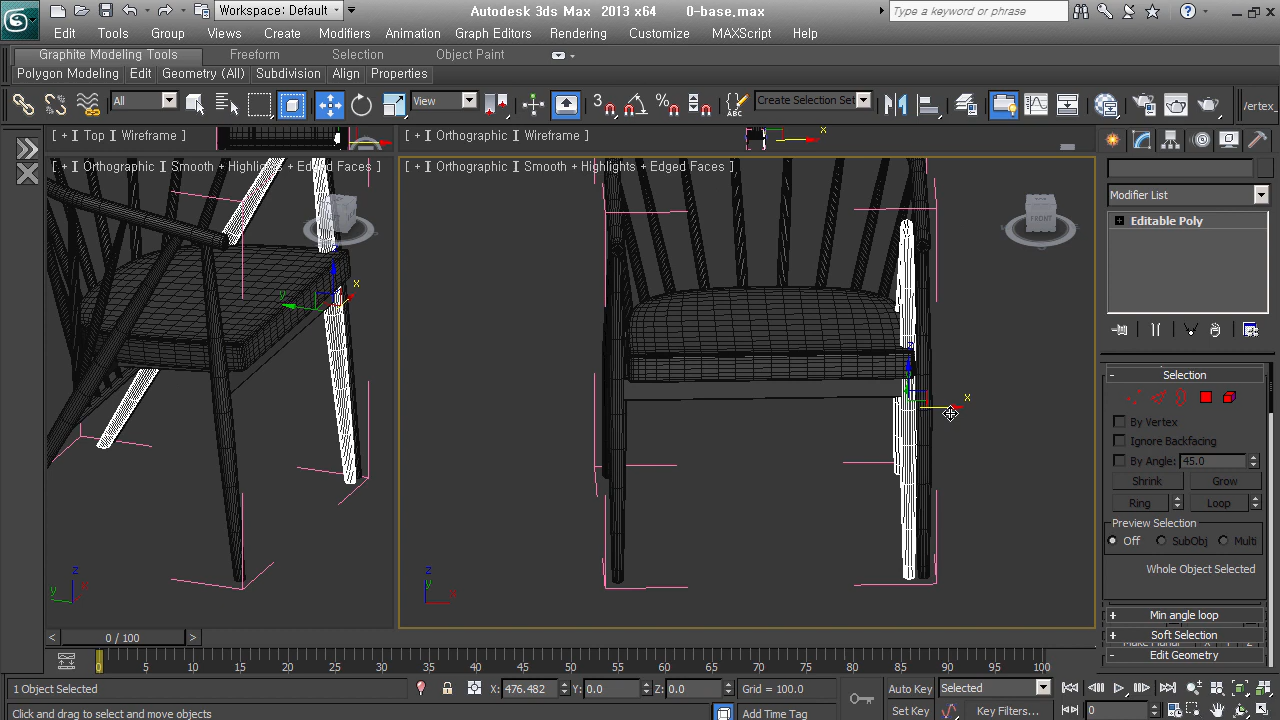 Workspace: Default
Autodesk 3ds Max 2013 x64 0-base.max
Type a keyword or phrase
Edit Tools Group Views Create Modifiers Animation Graph Editors Rendering Customize MAXScript Help
Graphite Modeling Tools Freeform Selection Object Paint
Polygon Modeling Edit Geometry (All) Subdivision Align Properties
All View Create Selection Set
[ + ] Top ] Wireframe ]
[ + ] Orthographic ] Wireframe ]
[ + ] Orthographic ] Smooth + Highlights + Edged Faces ]
[ + ] Orthographic ] Smooth + Highlights + Edged Faces ]
FRONT
Modifier List
Editable Poly
Selection
By Vertex
Ignore Backfacing
By Angle: 45.0
Shrink Grow
Ring Loop
Preview Selection
Off SubObj Multi
Whole Object Selected
Min angle loop
Soft Selection
Edit Geometry
< 0 / 100 >
0 5 10 15 20 25 30 35 40 45 50 55 60 65 70 75 80 85 90 95 100
1 Object Selected X: 476.482 Y: 0.0 Z: 0.0 Grid = 100.0 Auto Key Selected
Click and drag to select and move objects Add Time Tag Set Key Key Filters... 0